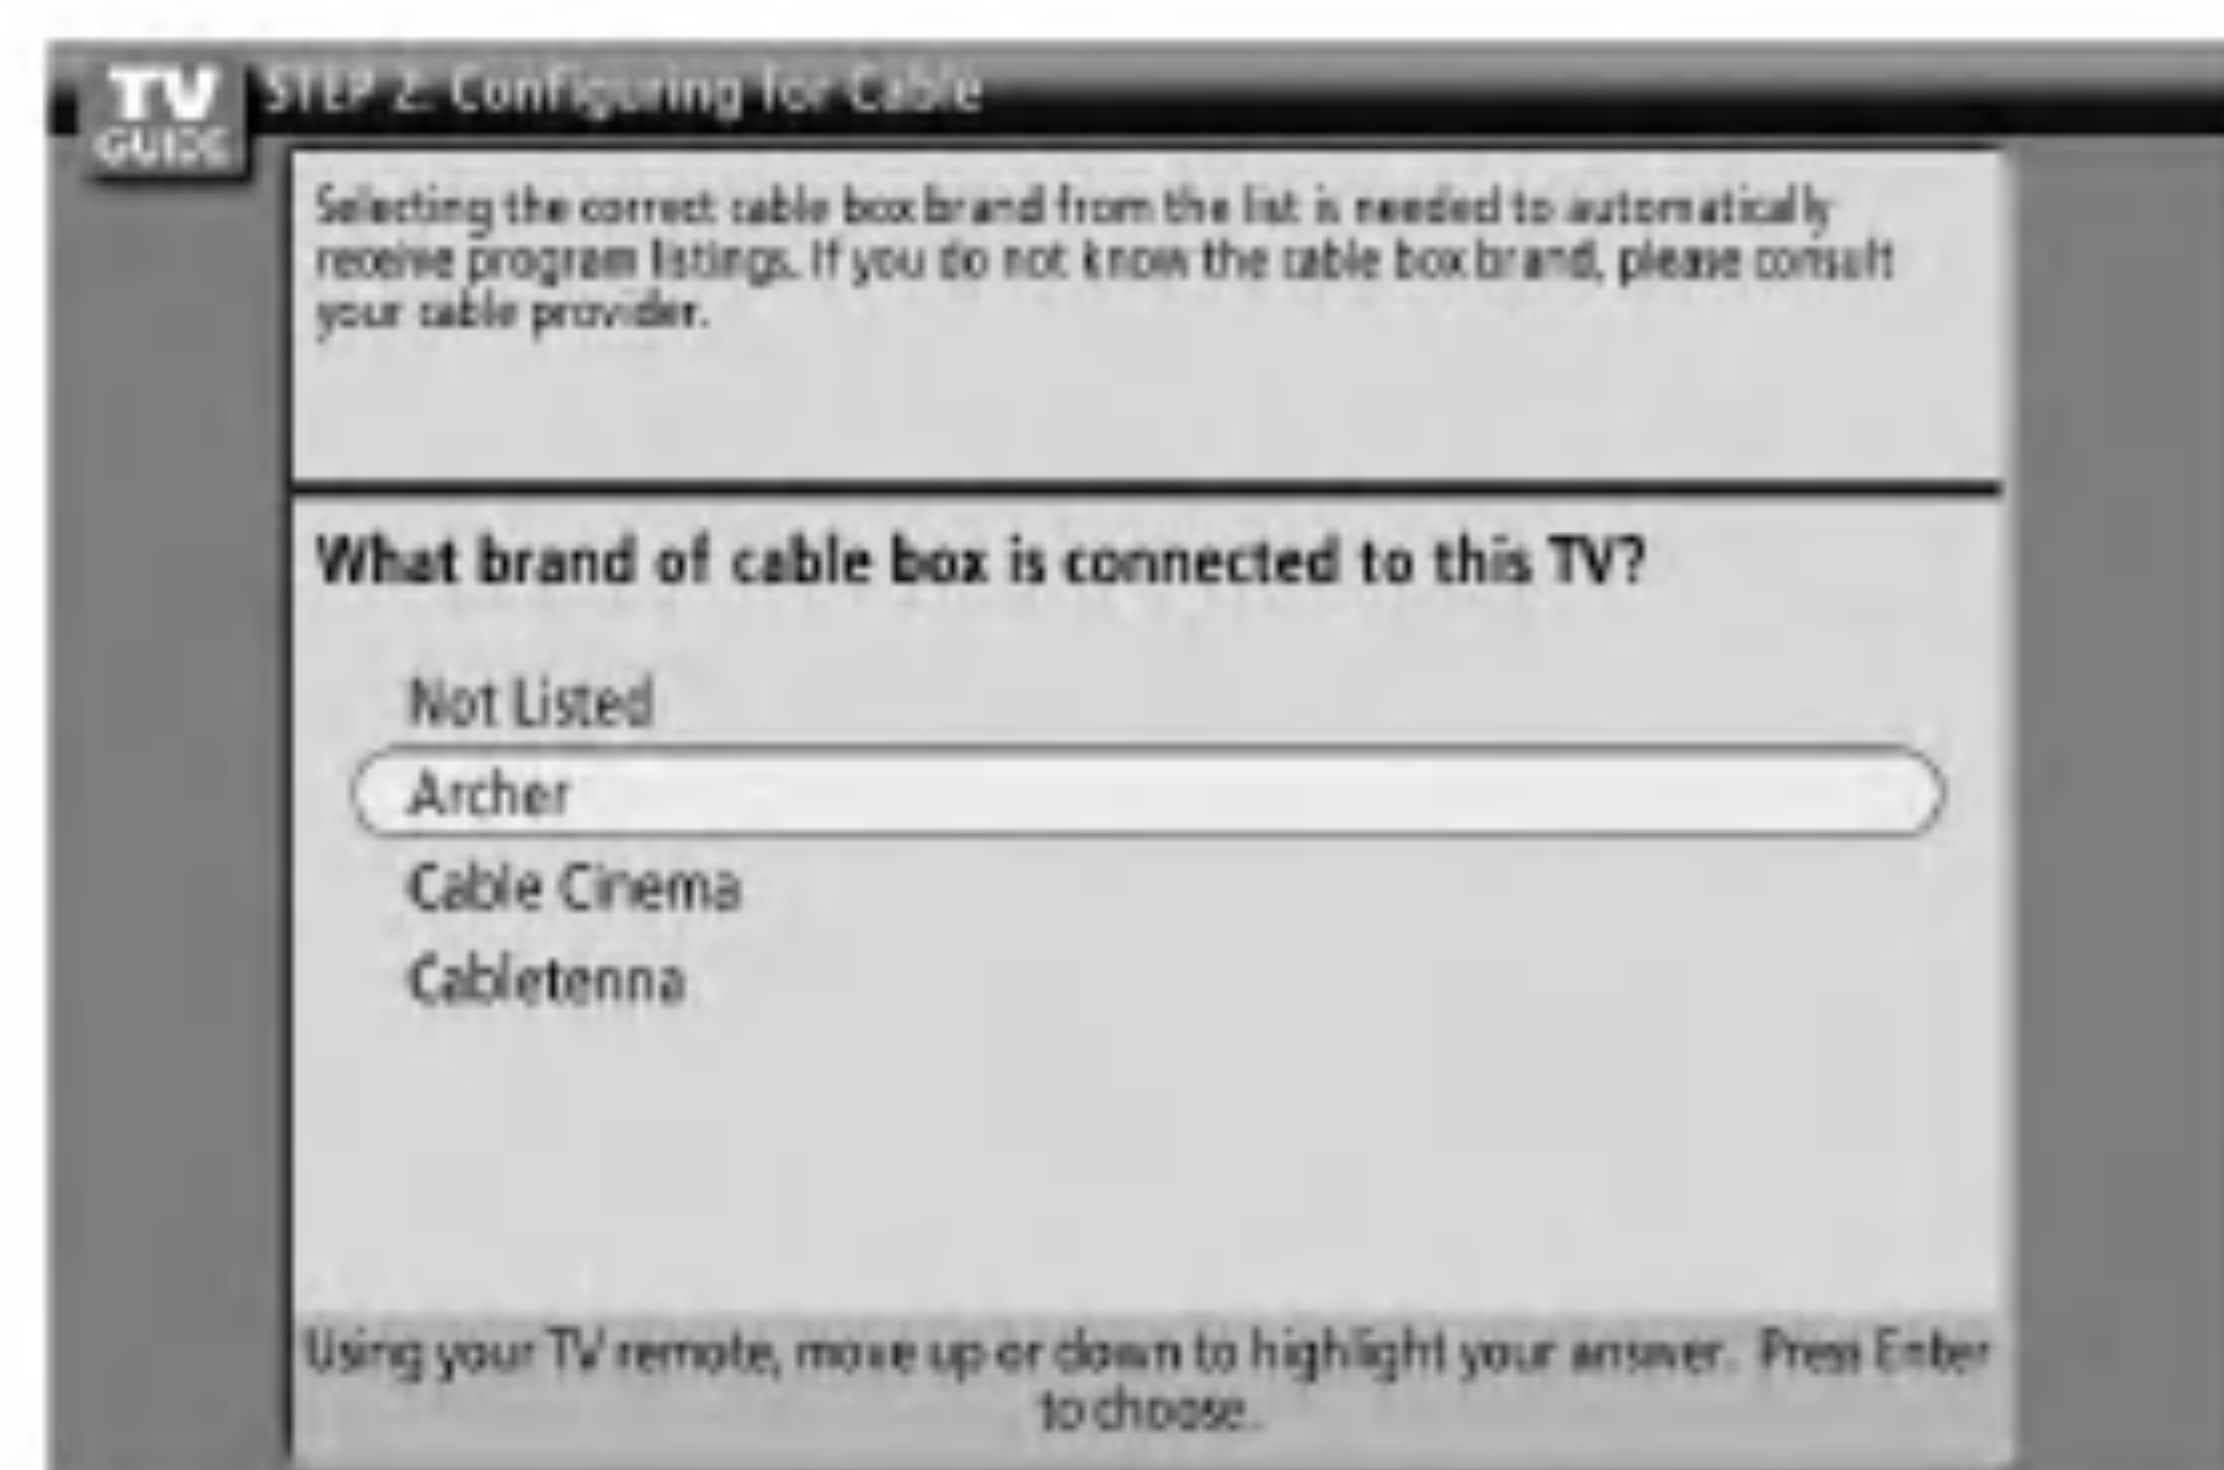 TV
GUIDE
STEP 2: Configuring for Cable
Selecting the correct cable box brand from the list is needed to automatically
receive program listings. If you do not know the cable box brand, please consult
your cable provider.
What brand of cable box is connected to this TV?
Not Listed
Archer
Cable Cinema
Cabletenna
Using your TV remote, move up or down to highlight your answer. Press Enter
to choose.